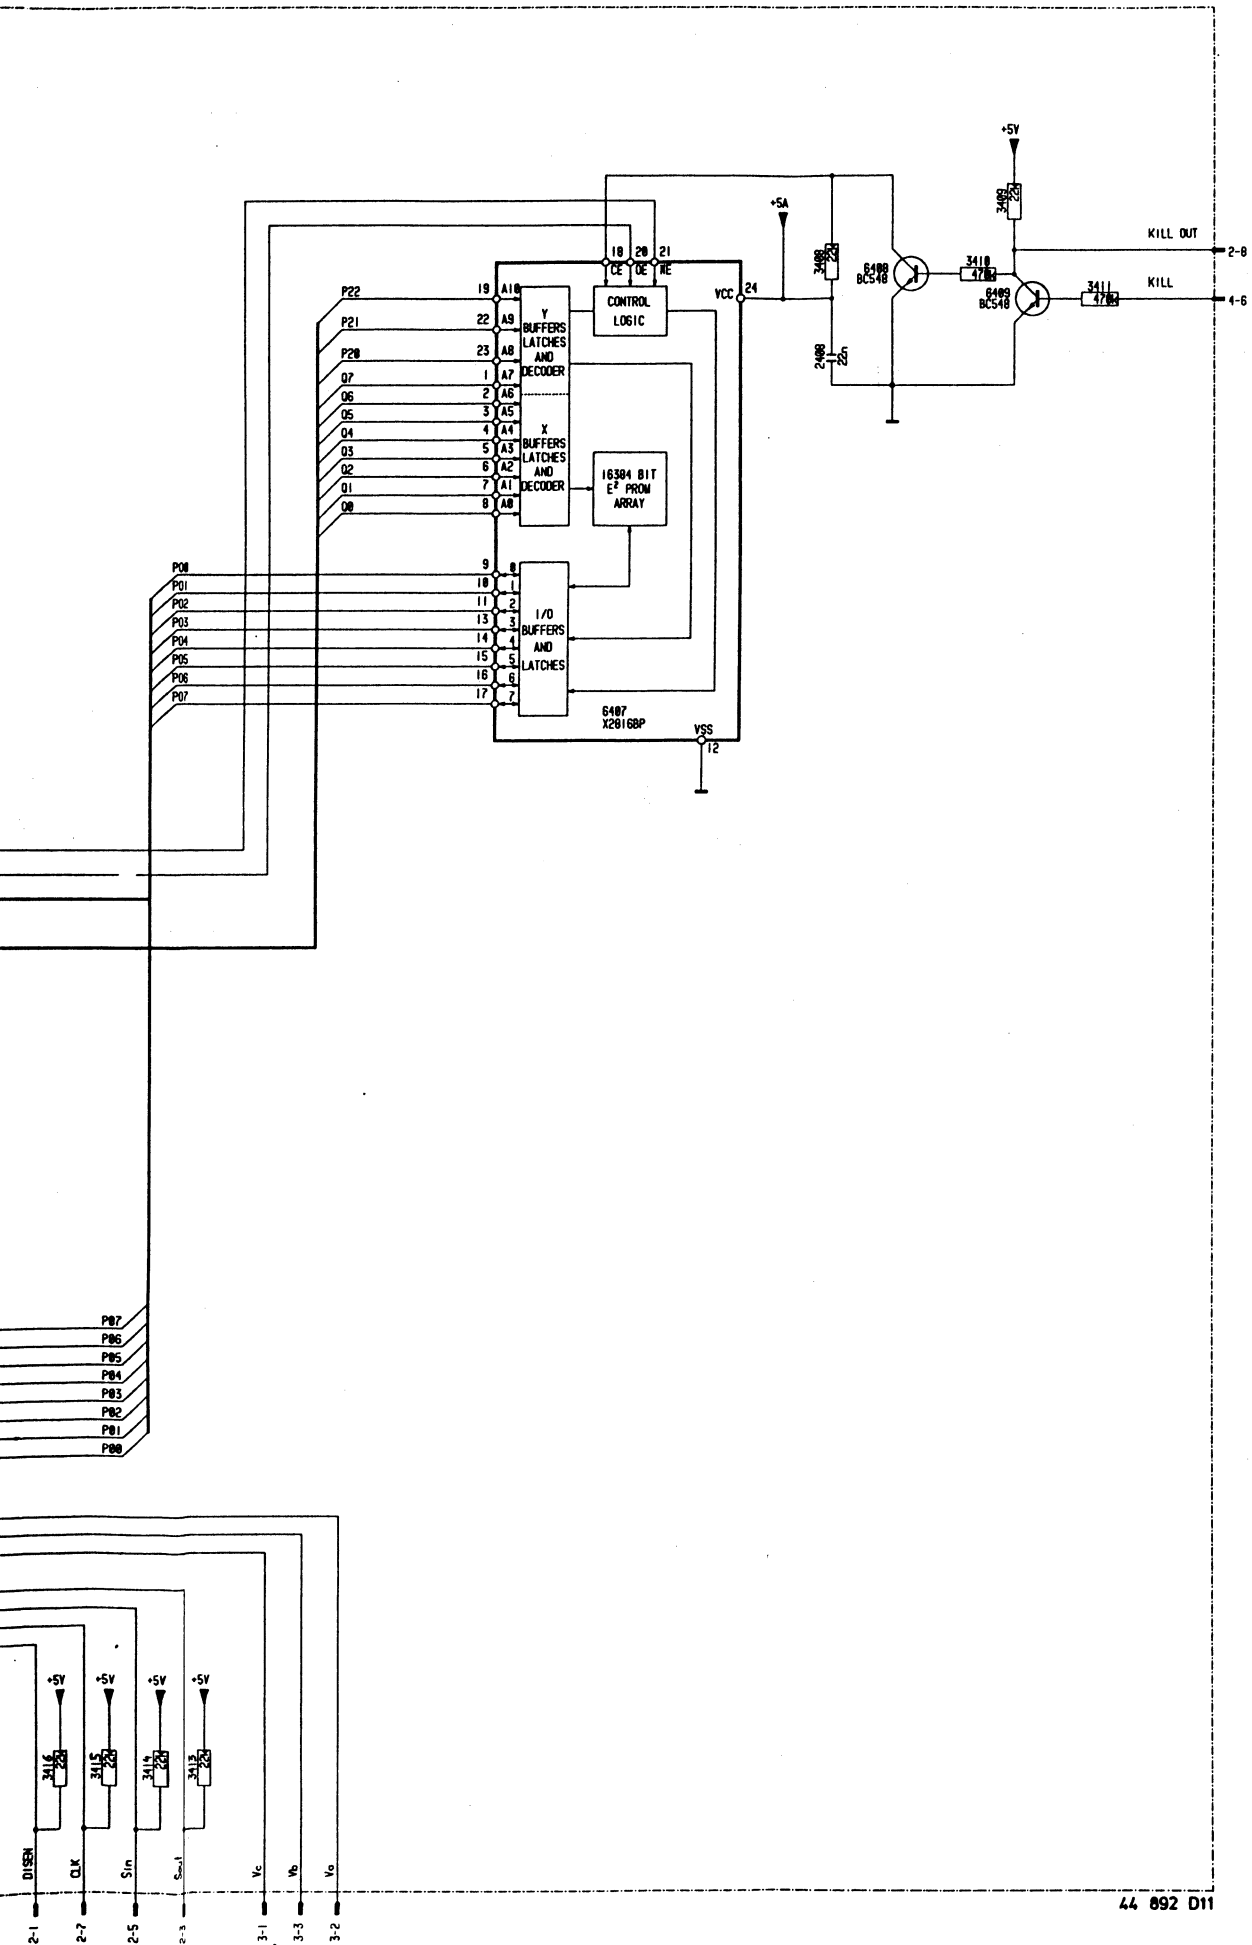 +5V
3409
22K
+5A
KILL OUT
2-8
18 20 21
CE OE WE
3408
22K
6408
BC548
3410
470K
6409
BC548
3411
470K
KILL
4-6
P22 19 A10
P21 22 A9
P20 23 A8
Q7 1 A7
Q6 2 A6
Q5 3 A5
Q4 4 A4
Q3 5 A3
Q2 6 A2
Q1 7 A1
Q0 8 A0
Y
BUFFERS
LATCHES
AND
DECODER
X
BUFFERS
LATCHES
AND
DECODER
CONTROL
LOGIC
VCC 24
2408
22n
16384 BIT
E² PROM
ARRAY
P00 9 0
P01 10 1
P02 11 2
P03 13 3
P04 14 4
P05 15 5
P06 16 6
P07 17 7
I/O
BUFFERS
AND
LATCHES
6407
X2816BP
VSS
12
P07
P06
P05
P04
P03
P02
P01
P00
+5V +5V +5V +5V
3416 22K 3415 22K 3414 22K 3413 22K
DISEN CLK Sin Sout Vc Vb Va
2-1 2-7 2-5 2-3 3-1 3-3 3-2
44 892 D11